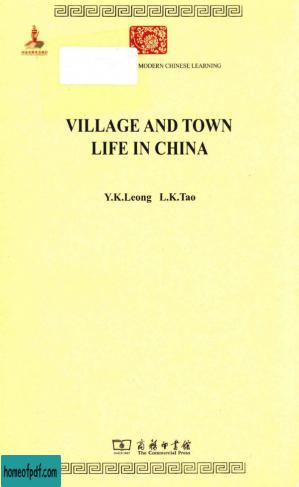 MODERN CHINESE LEARNING
VILLAGE AND TOWN
LIFE IN CHINA
Y.K.Leong L.K.Tao
商務印書館
The Commercial Press
homeofpdf.com